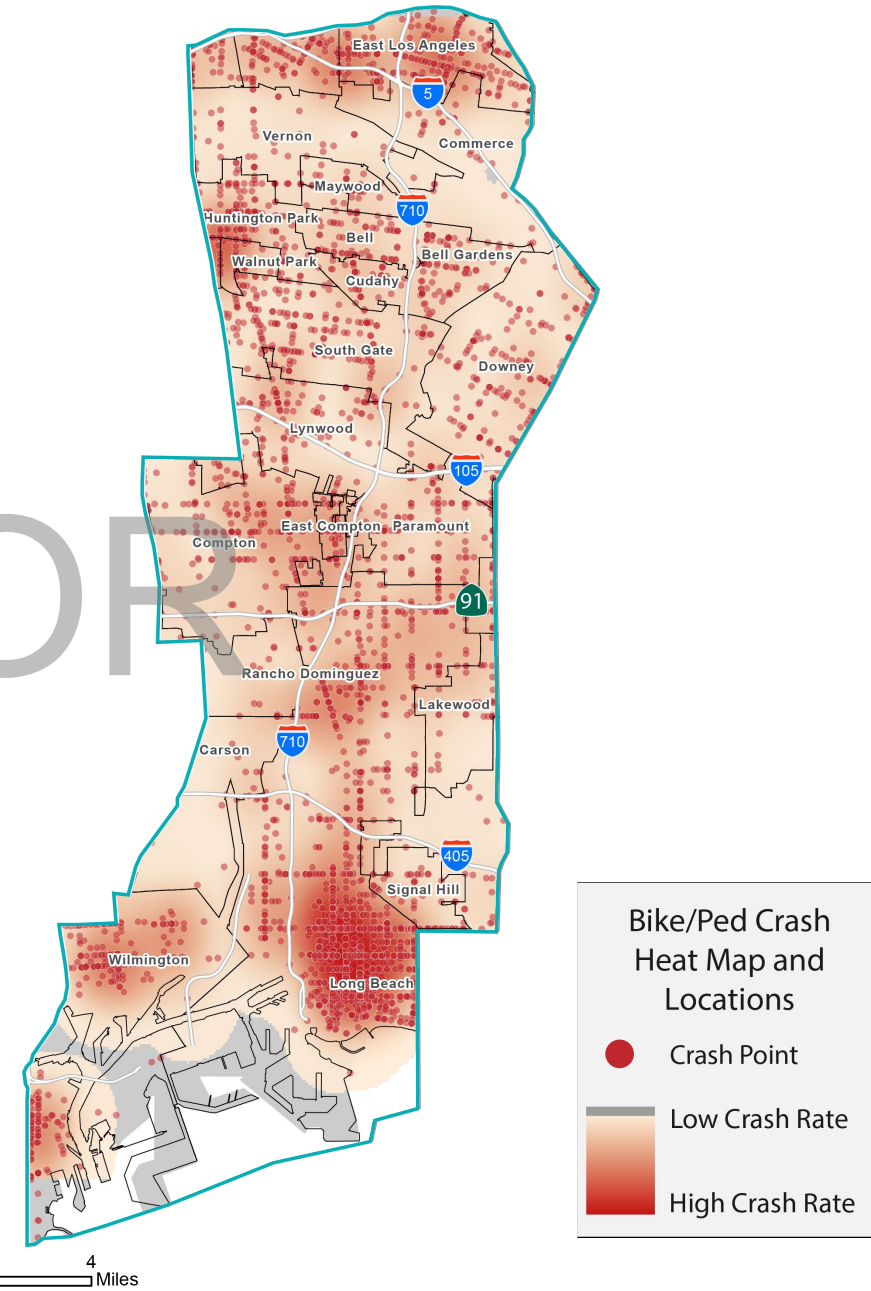 East Los Angeles
5
Vernon
Commerce
Maywood
710
Huntington Park
Bell
Bell Gardens
Walnut Park
Cudahy
South Gate
Downey
Lynwood
105
East Compton
Paramount
Compton
OR
91
Rancho Dominguez
Lakewood
710
Carson
405
Signal Hill
Wilmington
Long Beach
Bike/Ped Crash
Heat Map and
Locations
Crash Point
Low Crash Rate
High Crash Rate
4
Miles